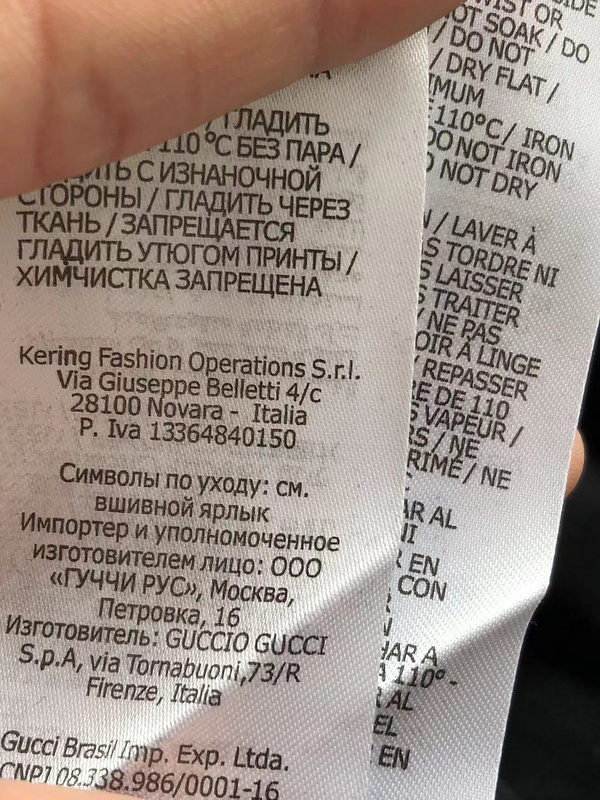 ГЛАДИТЬ
110°C БЕЗ ПАРА /
С ИЗНАНОЧНОЙ
СТОРОНЫ / ГЛАДИТЬ ЧЕРЕЗ
ТКАНЬ / ЗАПРЕЩАЕТСЯ
ГЛАДИТЬ УТЮГОМ ПРИНТЫ /
ХИМЧИСТКА ЗАПРЕЩЕНА
Kering Fashion Operations S.r.l.
Via Giuseppe Belletti 4/c
28100 Novara - Italia
P. Iva 13364840150
Символы по уходу: см.
вшивной ярлык
Импортер и уполномоченное
изготовителем лицо: ООО
«ГУЧЧИ РУС», Москва,
Петровка, 16
Изготовитель: GUCCIO GUCCI
S.p.A, via Tornabuoni,73/R
Firenze, Italia
Gucci Brasil Imp. Exp. Ltda.
CNPJ 08.338.986/0001-16
OR
SOAK / DO
/ DO NOT
/ DRY FLAT /
110°C / IRON
DO NOT IRON
NOT DRY
/ LAVER À
TORDRE NI
LAISSER
TRAITER
/ NE PAS
À LINGE
/ REPASSER
DE 110
VAPEUR /
/ NE
/ NE
AL
EN
CON
A
110° -
AL
EN